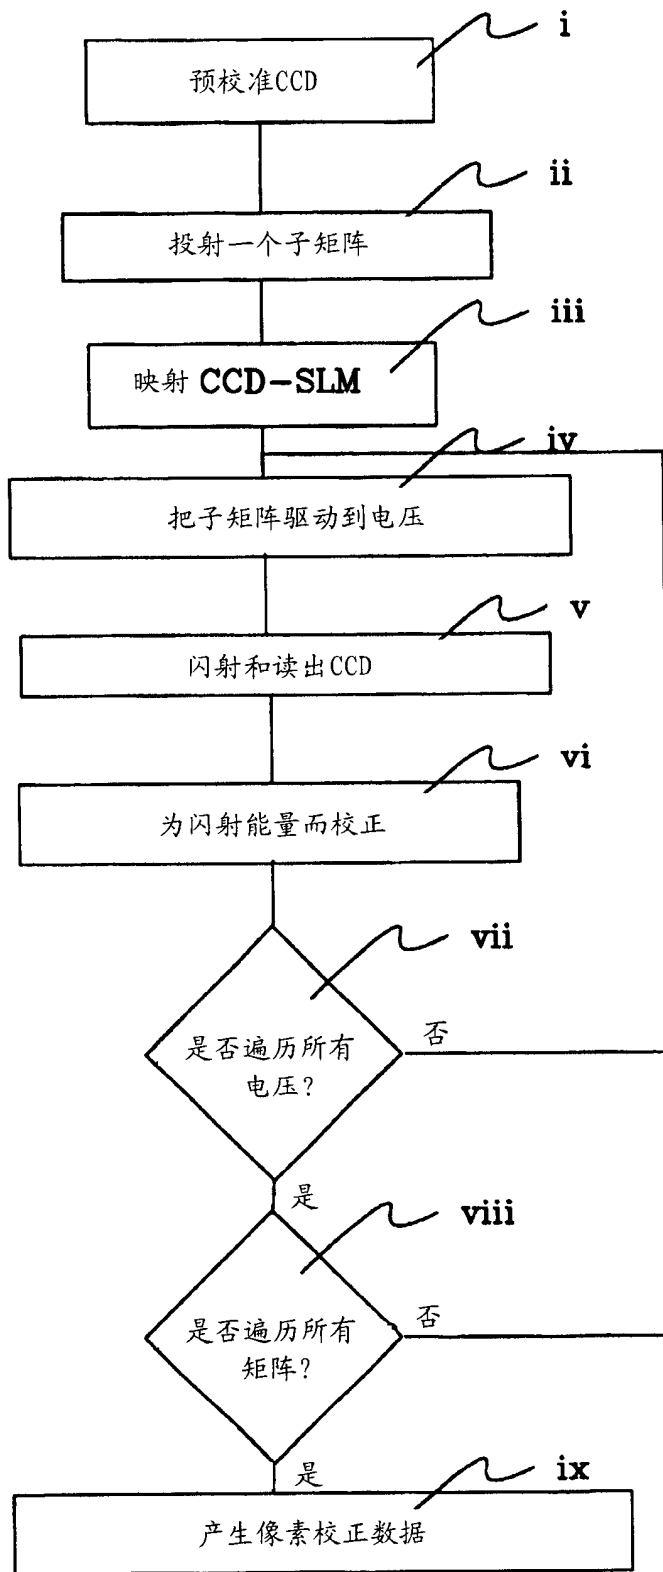 i
预校准CCD
ii
投射一个子矩阵
iii
映射 CCD-SLM
iv
把子矩阵驱动到电压
v
闪射和读出CCD
vi
为闪射能量而校正
vii
是否遍历所有
电压?
否
是
viii
是否遍历所有
矩阵?
否
是
ix
产生像素校正数据